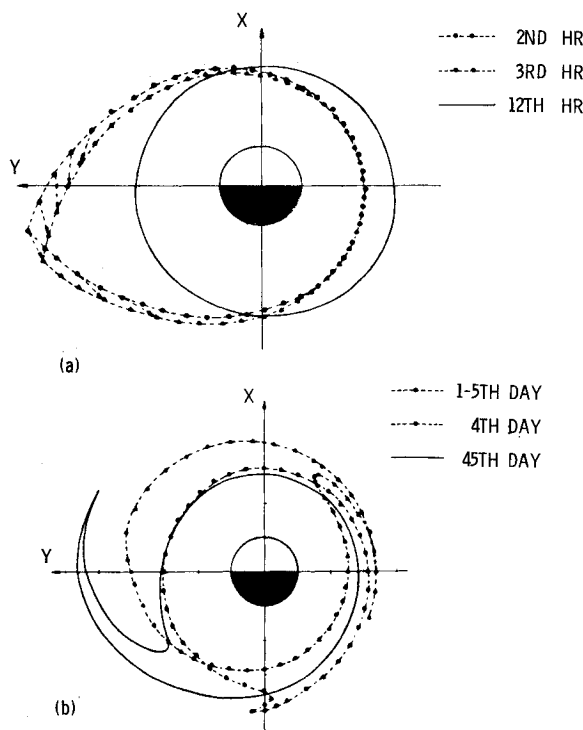 X
2ND HR
3RD HR
12TH HR
Y
(a)
1-5TH DAY
X
4TH DAY
45TH DAY
Y
(b)